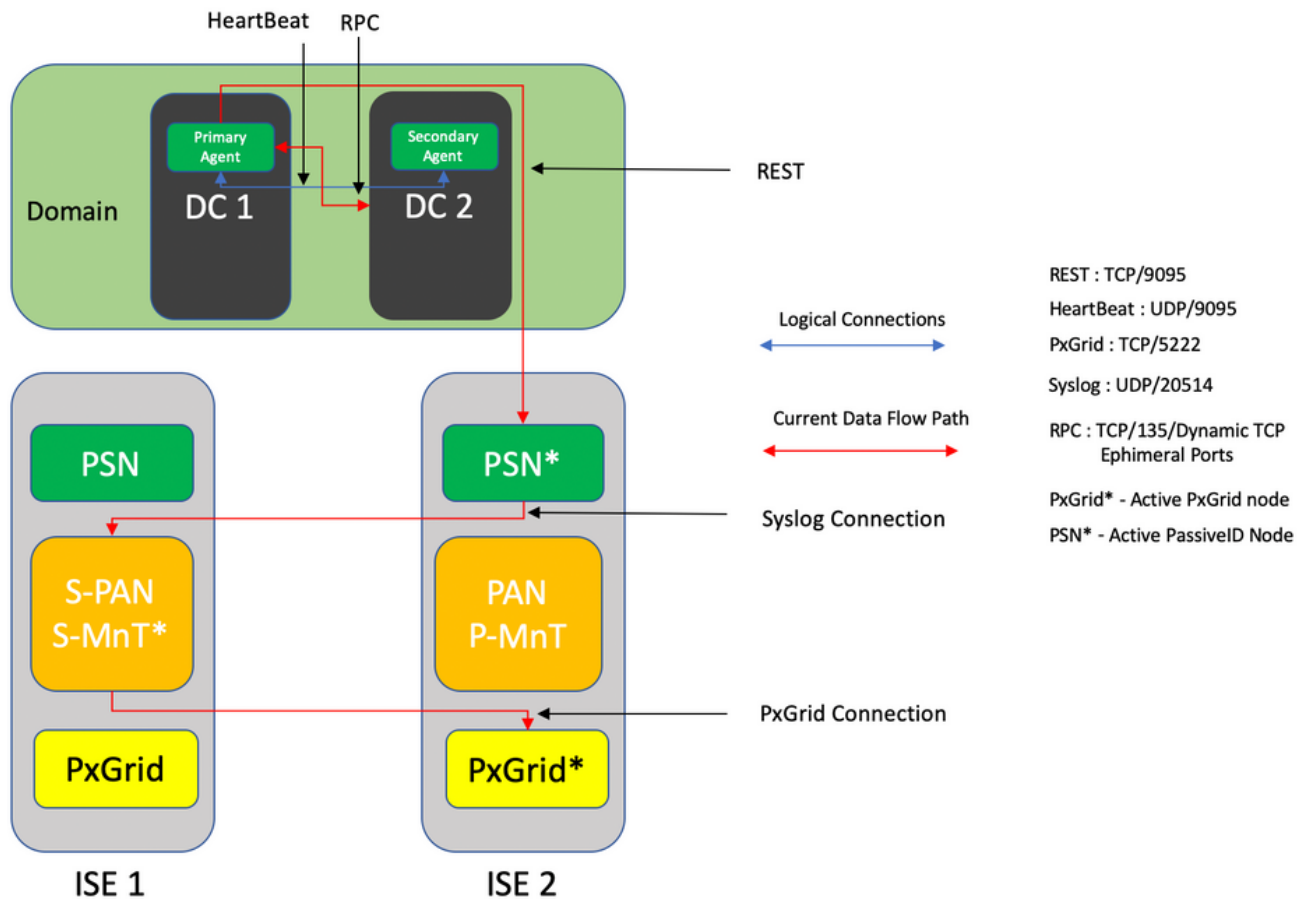 HeartBeat
RPC
Primary
Agent
Secondary
Agent
REST
Domain
DC 1
DC 2
REST : TCP/9095
HeartBeat : UDP/9095
Logical Connections
PxGrid : TCP/5222
Syslog : UDP/20514
Current Data Flow Path
RPC : TCP/135/Dynamic TCP
Ephimeral Ports
PSN
PSN*
PxGrid* - Active PxGrid node
Syslog Connection
PSN* - Active PassiveID Node
S-PAN
S-MnT*
PAN
P-MnT
PxGrid Connection
PxGrid
PxGrid*
ISE 1
ISE 2